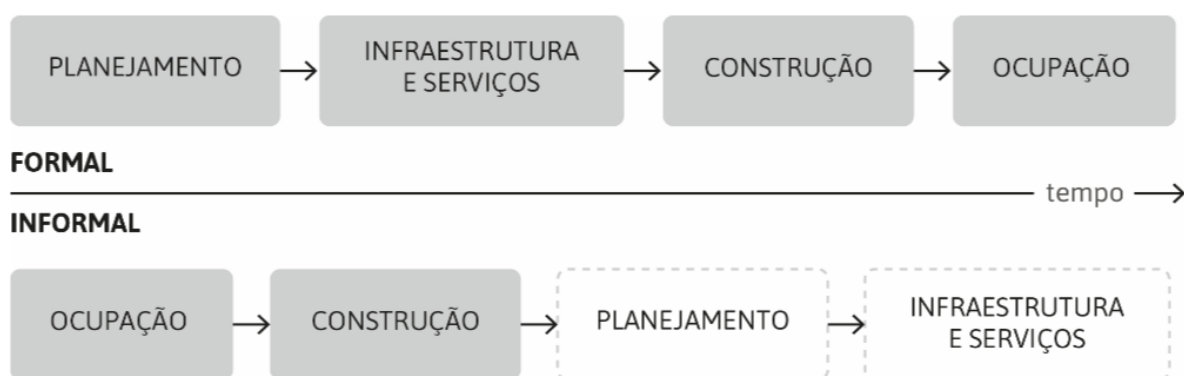 PLANEJAMENTO
INFRAESTRUTURA
E SERVIÇOS
CONSTRUÇÃO
OCUPAÇÃO
FORMAL
tempo
INFORMAL
OCUPAÇÃO
CONSTRUÇÃO
PLANEJAMENTO
INFRAESTRUTURA
E SERVIÇOS